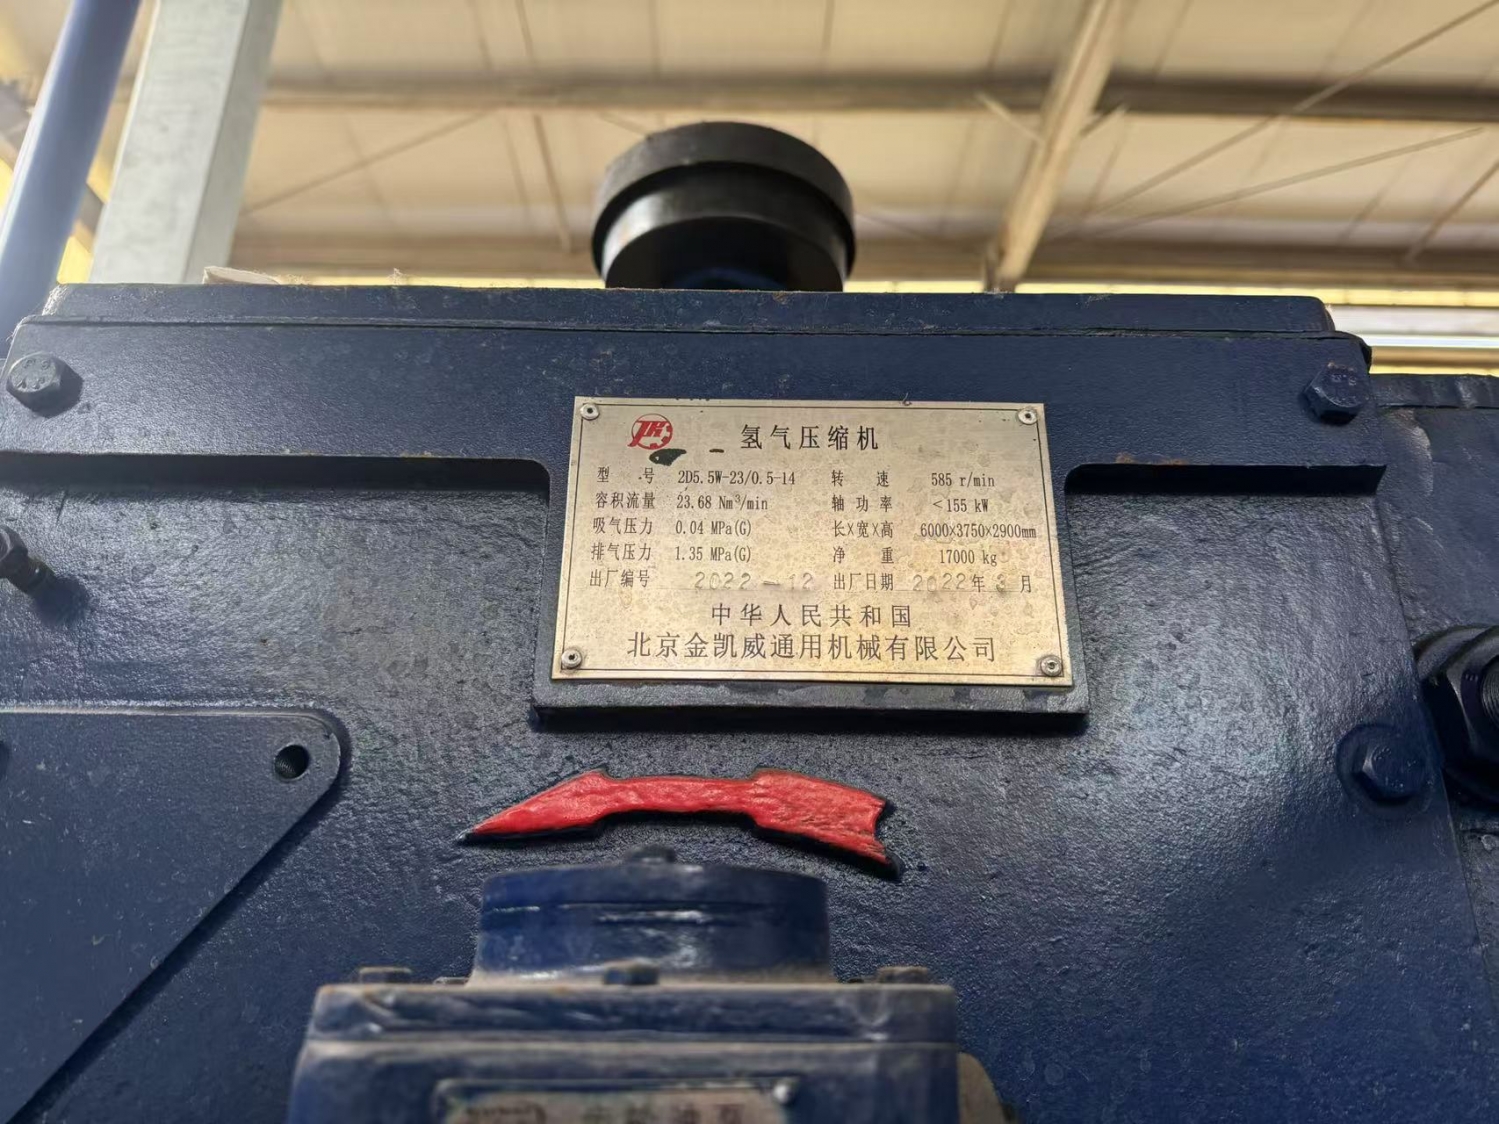 氢气压缩机
型 号 2D5.5W-23/0.5-14 转 速 585 r/min
容积流量 23.68 Nm³/min 轴 功 率 <155 kW
吸气压力 0.04 MPa(G) 长X宽X高 6000×3750×2900mm
排气压力 1.35 MPa(G) 净 重 17000 kg
出厂编号 2022-12 出厂日期 2022年3月
中华人民共和国
北京金凯威通用机械有限公司